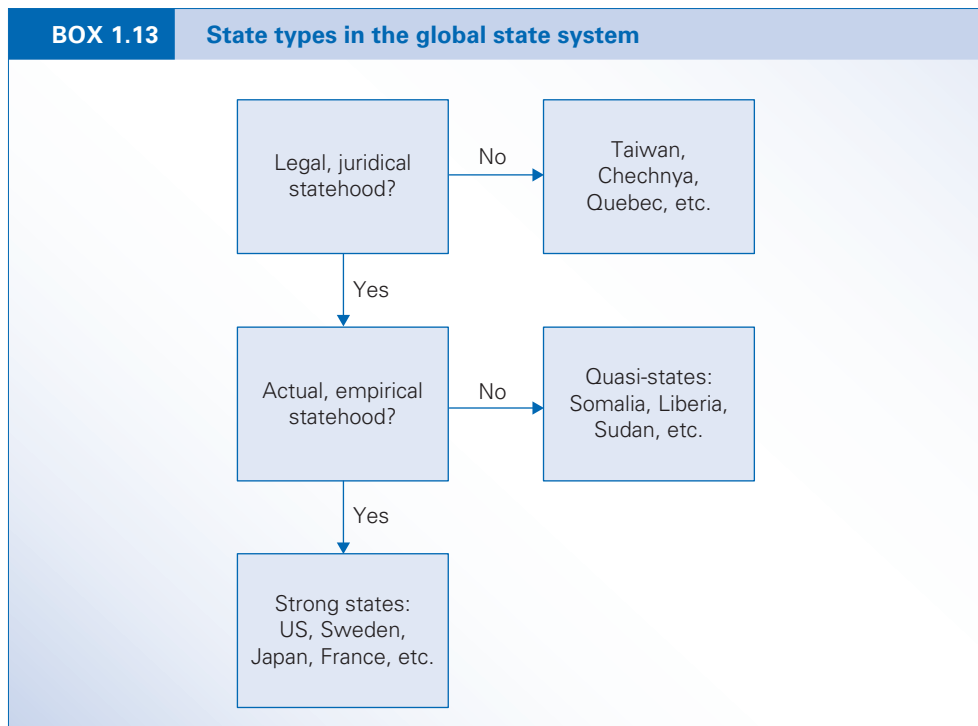 BOX 1.13 State types in the global state system
Legal, juridical
statehood?
No
Taiwan,
Chechnya,
Quebec, etc.
Yes
Actual, empirical
statehood?
No
Quasi-states:
Somalia, Liberia,
Sudan, etc.
Yes
Strong states:
US, Sweden,
Japan, France, etc.